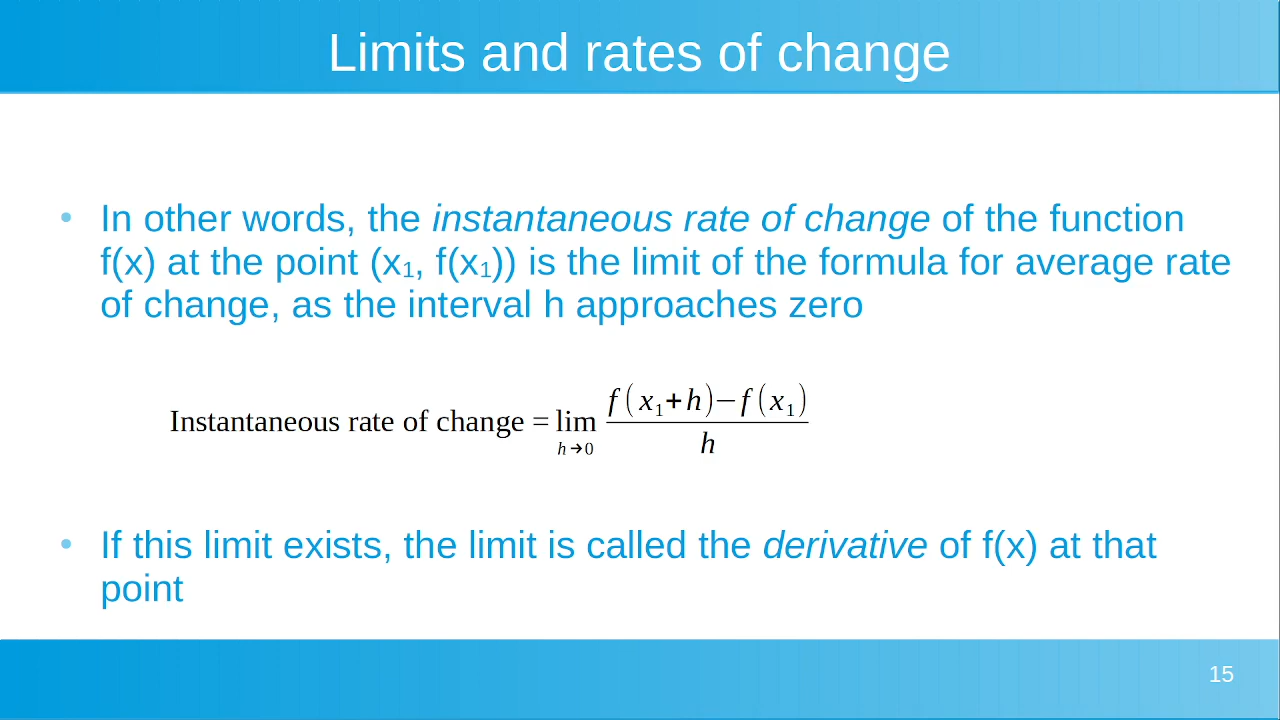 Limits and rates of change
• In other words, the instantaneous rate of change of the function
f(x) at the point (x₁, f(x₁)) is the limit of the formula for average rate
of change, as the interval h approaches zero
Instantaneous rate of change = lim h→0 (f(x₁+h)−f(x₁))/h
• If this limit exists, the limit is called the derivative of f(x) at that
point
15